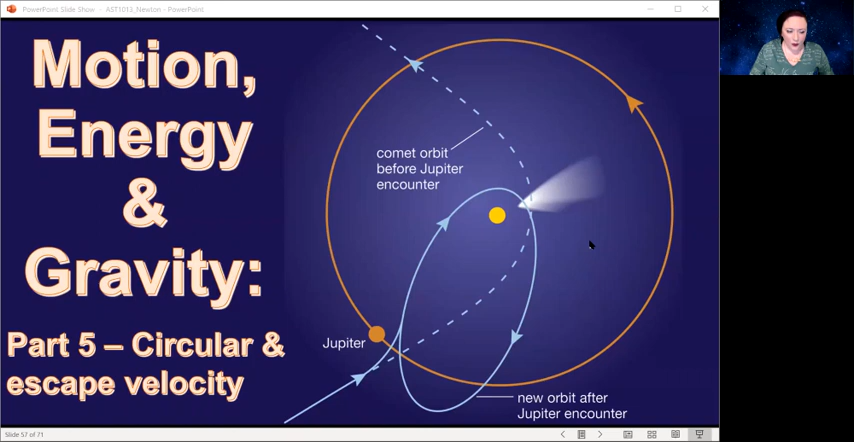 PowerPoint Slide Show - AST1013_Newton - PowerPoint
Motion,
Energy
&
Gravity:
Part 5 – Circular &
escape velocity
comet orbit
before Jupiter
encounter
Jupiter
new orbit after
Jupiter encounter
Slide 57 of 71